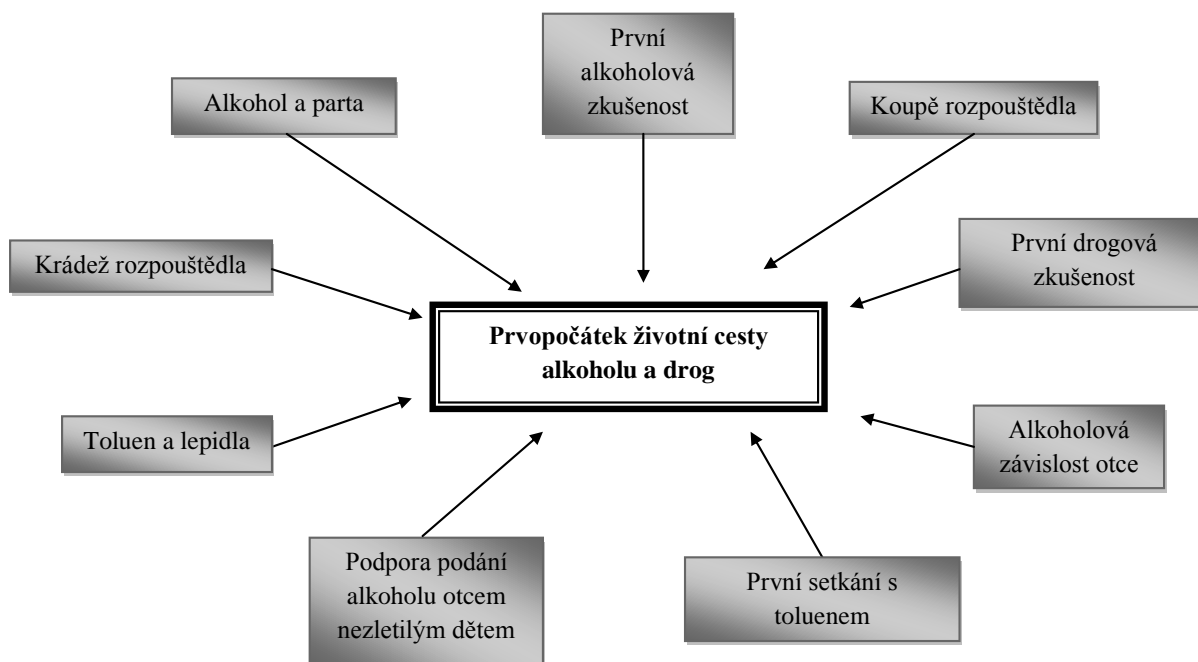 První
alkoholová
zkušenost
Alkohol a parta
Koupě rozpouštědla
První drogová
zkušenost
Krádež rozpouštědla
Prvopočátek životní cesty
alkoholu a drog
Toluen a lepidla
Alkoholová
závislost otce
Podpora podání
alkoholu otcem
nezletilým dětem
První setkání s
toluenem